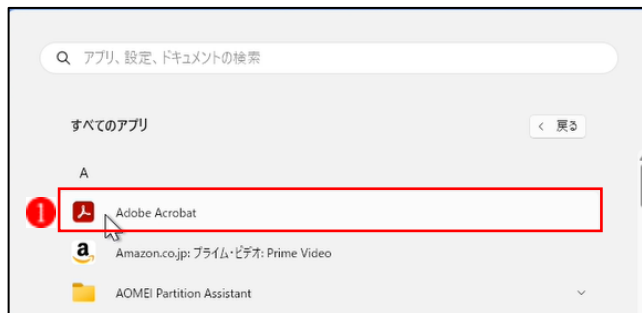 アプリ、設定、ドキュメントの検索
すべてのアプリ
< 戻る
A
1
Adobe Acrobat
Amazon.co.jp: プライム・ビデオ: Prime Video
AOMEI Partition Assistant